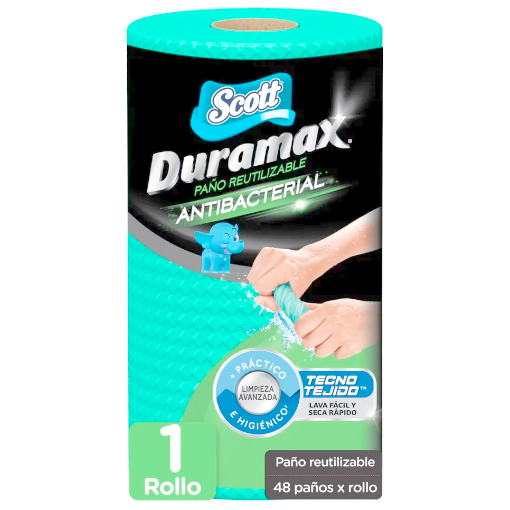 Scott
Duramax
PAÑO REUTILIZABLE
ANTIBACTERIAL
+ PRÁCTICO
LIMPIEZA
AVANZADA
E HIGIÉNICO
TECNO
TEJIDO™
LAVA FÁCIL Y
SECA RÁPIDO
1
Rollo
Paño reutilizable
48 paños x rollo